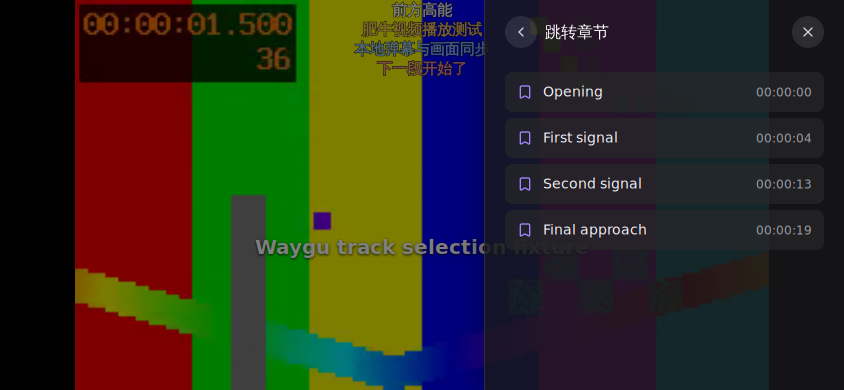 00:00:01.500
36
前方高能
肥牛视频播放测试
本地弹幕与画面同步
下一段开始了
Waygu track selection fixture
跳转章节
Opening 00:00:00
First signal 00:00:04
Second signal 00:00:13
Final approach 00:00:19